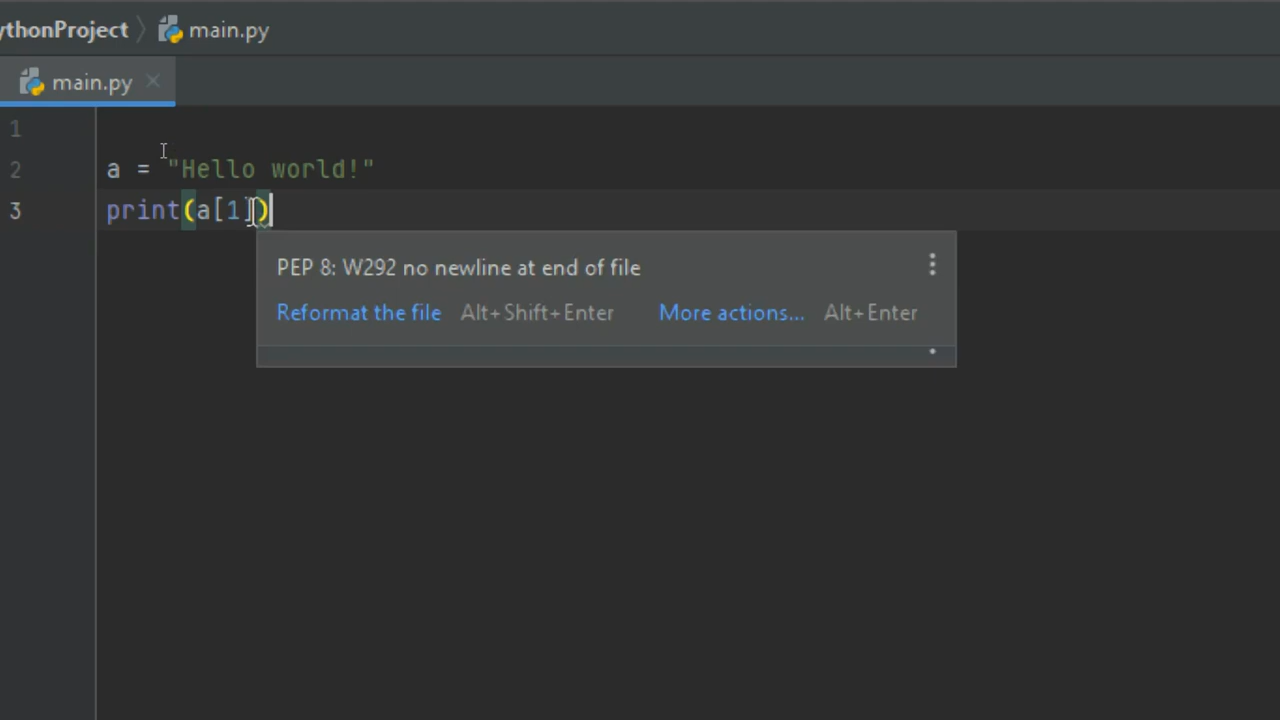 ythonProject main.py
main.py
1
2 a = "Hello world!"
3 print(a[1])
PEP 8: W292 no newline at end of file
Reformat the file Alt+Shift+Enter More actions... Alt+Enter